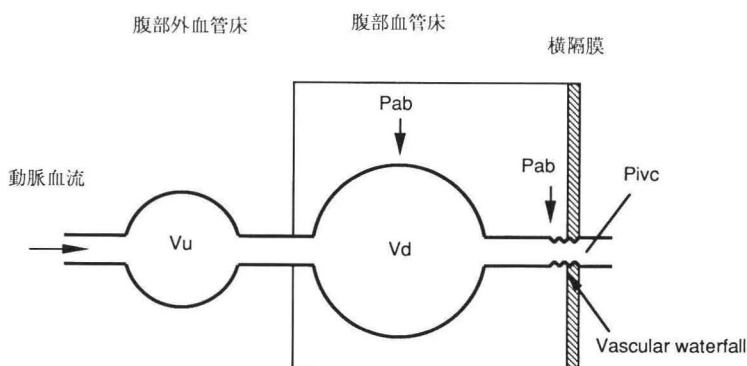 腹部外血管床
腹部血管床
横隔膜
Pab
Pab
動脈血流
Pivc
Vu
Vd
Vascular waterfall